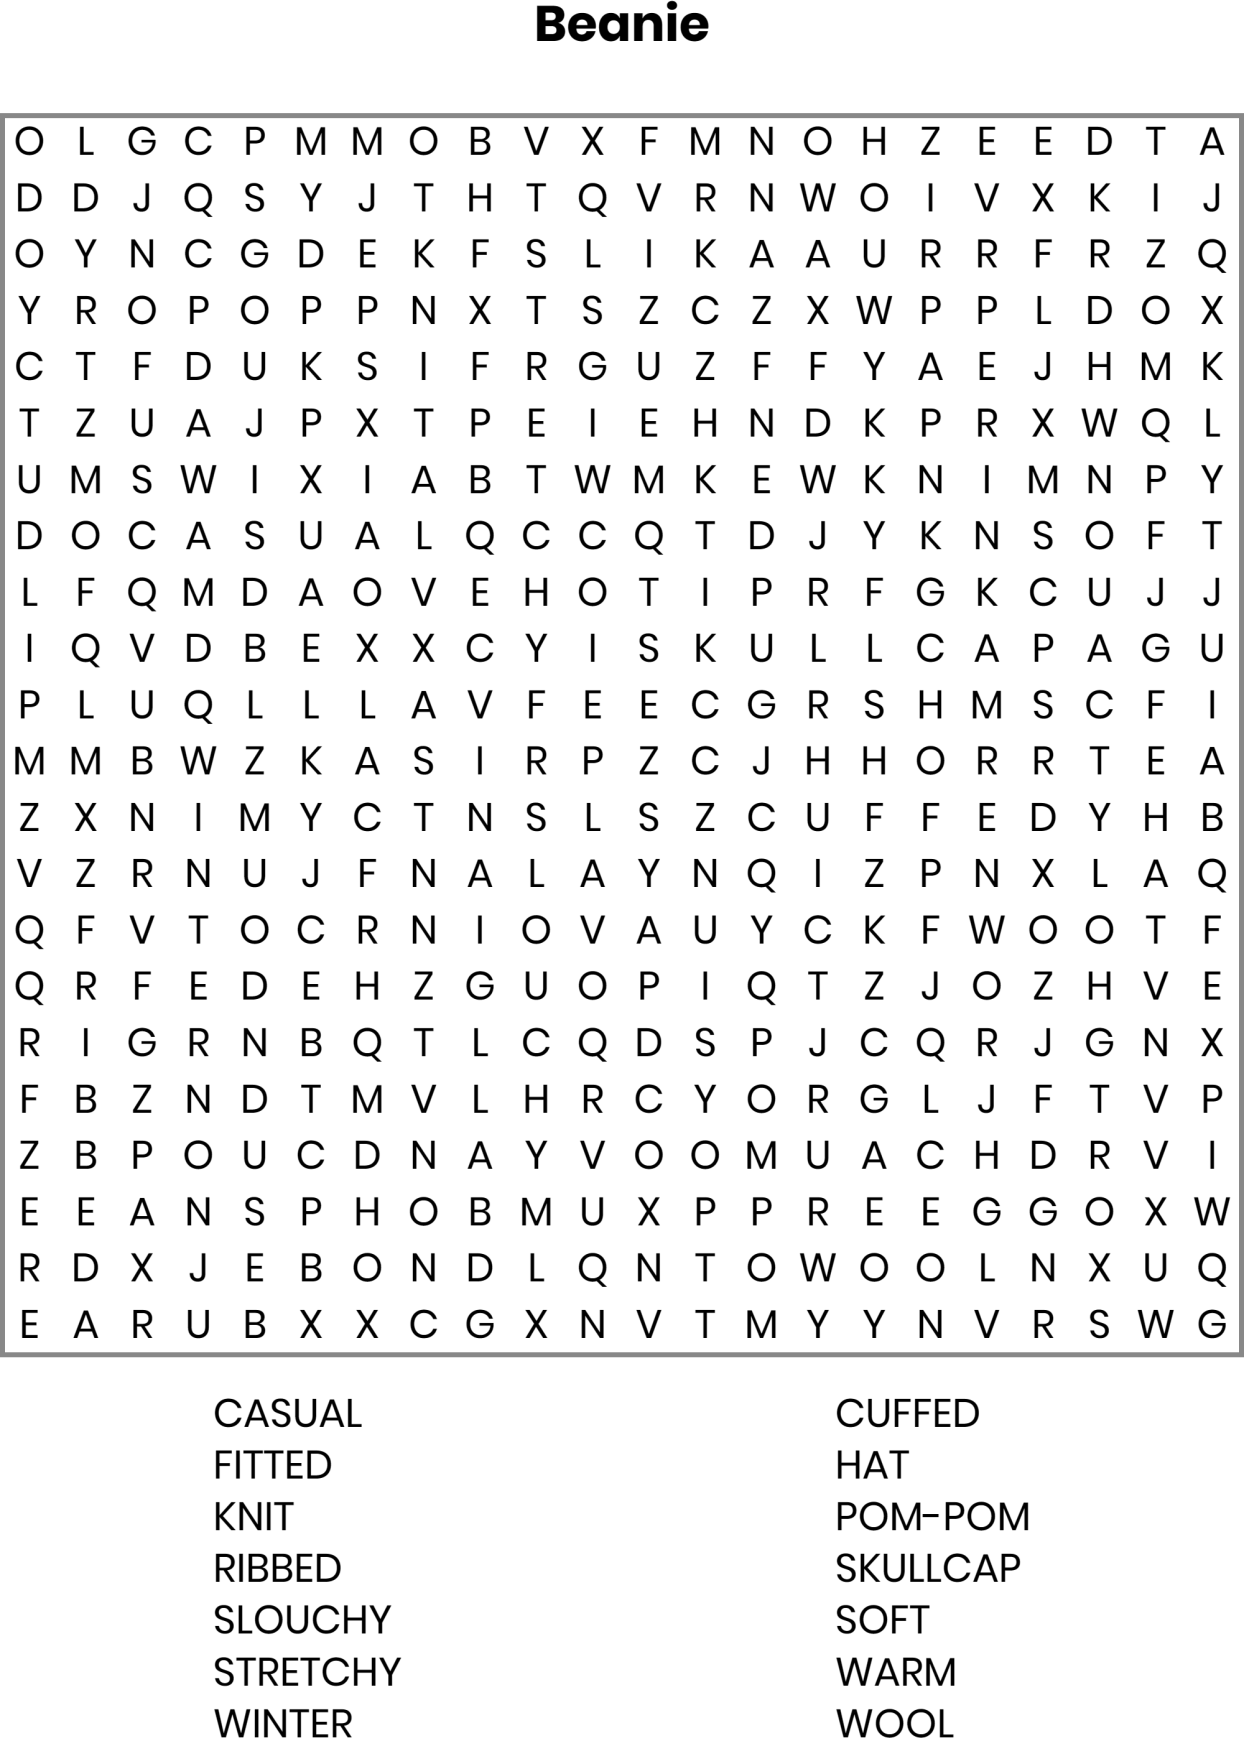 Beanie
O L G C P M M O B V X F M N O H Z E E D T A
D D J Q S Y J T H T Q V R N W O I V X K I J
O Y N C G D E K F S L I K A A U R R F R Z Q
Y R O P O P P N X T S Z C Z X W P P L D O X
C T F D U K S I F R G U Z F F Y A E J H M K
T Z U A J P X T P E I E H N D K P R X W Q L
U M S W I X I A B T W M K E W K N I M N P Y
D O C A S U A L Q C C Q T D J Y K N S O F T
L F Q M D A O V E H O T I P R F G K C U J J
I Q V D B E X X C Y I S K U L L C A P A G U
P L U Q L L L A V F E E C G R S H M S C F I
M M B W Z K A S I R P Z C J H H O R R T E A
Z X N I M Y C T N S L S Z C U F F E D Y H B
V Z R N U J F N A L A Y N Q I Z P N X L A Q
Q F V T O C R N I O V A U Y C K F W O O T F
Q R F E D E H Z G U O P I Q T Z J O Z H V E
R I G R N B Q T L C Q D S P J C Q R J G N X
F B Z N D T M V L H R C Y O R G L J F T V P
Z B P O U C D N A Y V O O M U A C H D R V I
E E A N S P H O B M U X P P R E E G G O X W
R D X J E B O N D L Q N T O W O O L N X U Q
E A R U B X X C G X N V T M Y Y N V R S W G
CASUAL CUFFED
FITTED HAT
KNIT POM-POM
RIBBED SKULLCAP
SLOUCHY SOFT
STRETCHY WARM
WINTER WOOL